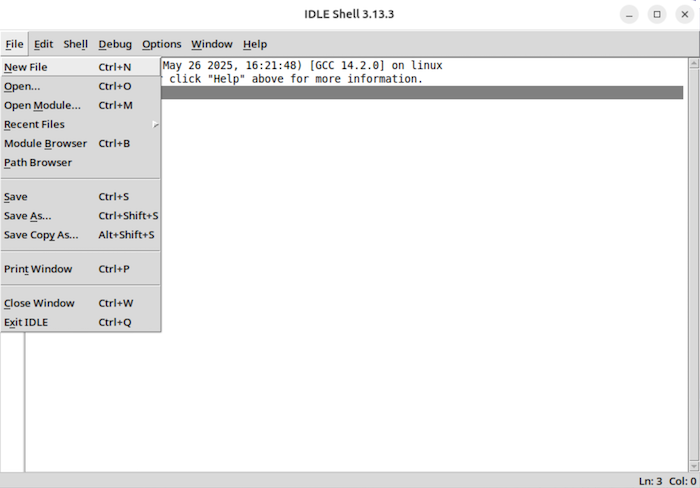 IDLE Shell 3.13.3
File Edit Shell Debug Options Window Help
New File Ctrl+N
Open... Ctrl+O
Open Module... Ctrl+M
Recent Files
Module Browser Ctrl+B
Path Browser
Save Ctrl+S
Save As... Ctrl+Shift+S
Save Copy As... Alt+Shift+S
Print Window Ctrl+P
Close Window Ctrl+W
Exit IDLE Ctrl+Q
May 26 2025, 16:21:48) [GCC 14.2.0] on linux
click "Help" above for more information.
Ln: 3 Col: 0